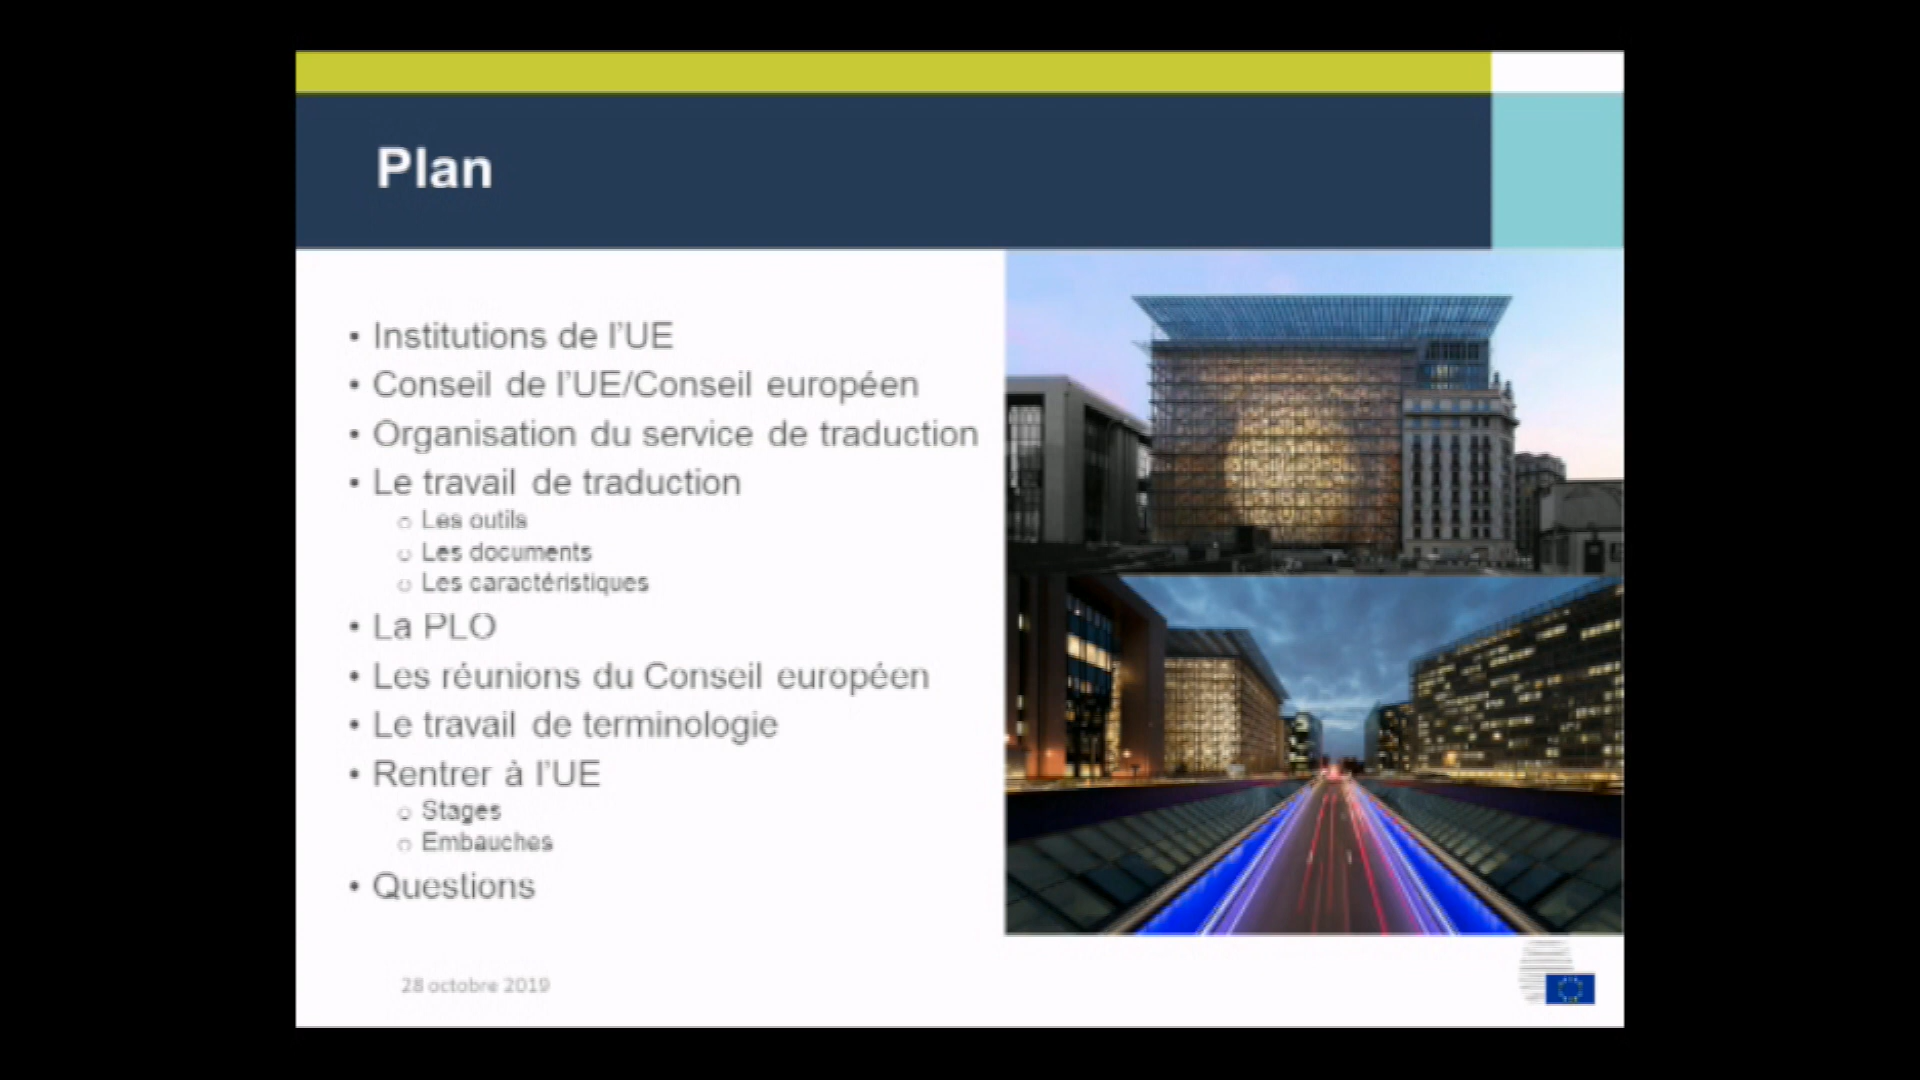 Plan
• Institutions de l’UE
• Conseil de l’UE/Conseil européen
• Organisation du service de traduction
• Le travail de traduction
o Les outils
o Les documents
o Les caractéristiques
• La PLO
• Les réunions du Conseil européen
• Le travail de terminologie
• Rentrer à l’UE
o Stages
o Embauches
• Questions
28 octobre 2019